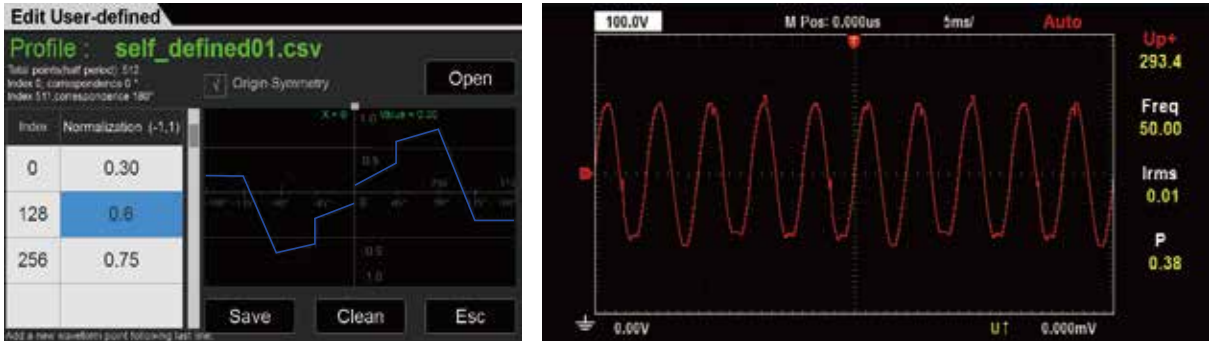 Edit User-defined
Profile : self_defined01.csv
Total points(half period) :512
Index 0, correspondence 0 °
Index 511,correspondence 180°
√ Origin Symmetry
Open
Index Normalization (-1,1)
0 0.30
128 0.6
256 0.75
X = 0 1.0 Value = 0.30
0.5
0
0.5
1.0
Save Clean Esc
Add a new waveform point following last line.
100.0V M Pos: 0.000us 5ms/ Auto
Up+
293.4
Freq
50.00
Irms
0.01
P
0.38
0.00V U↑ 0.000mV